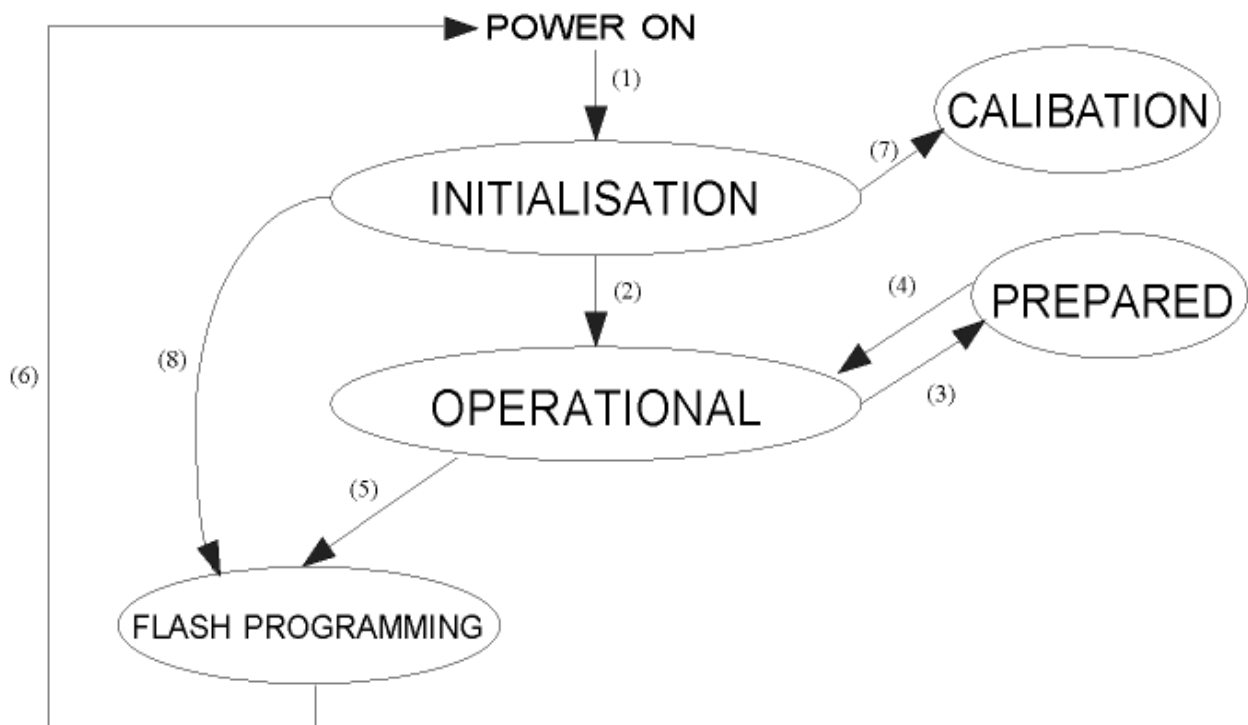 POWER ON
(1)
CALIBATION
(7)
INITIALISATION
(2)
(4)
PREPARED
(8)
(6)
(3)
OPERATIONAL
(5)
FLASH PROGRAMMING